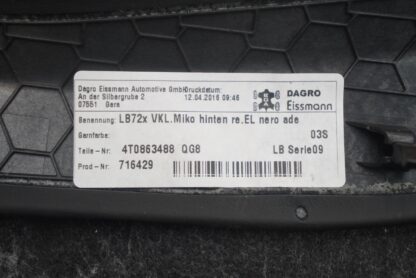 Dagro Eissmann Automotive GmbH Druckdatum:
An der Silbergrube 2 12.04.2016 09:46
07551 Gera
DAGRO
Eissmann
Benennung: LB72x VKL.Miko hinten re.EL nero ade
Garnfarbe: 03S
Teile-Nr: 4T0863488 QG8 LB Serie09
Prod-Nr: 716429